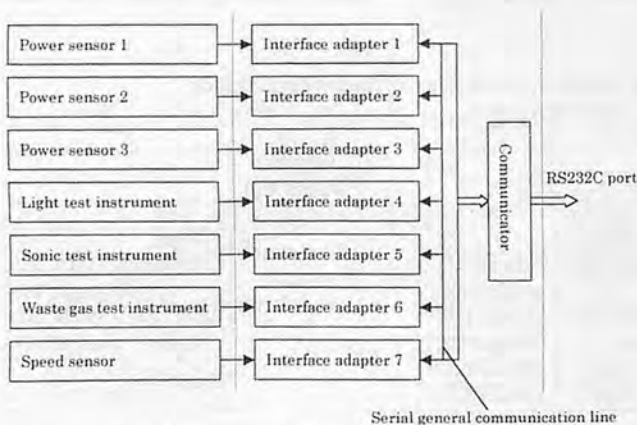 Power sensor 1
Interface adapter 1
Power sensor 2
Interface adapter 2
Power sensor 3
Interface adapter 3
Light test instrument
Interface adapter 4
Sonic test instrument
Interface adapter 5
Waste gas test instrument
Interface adapter 6
Speed sensor
Interface adapter 7
Communicator
RS232C port
Serial general communication line